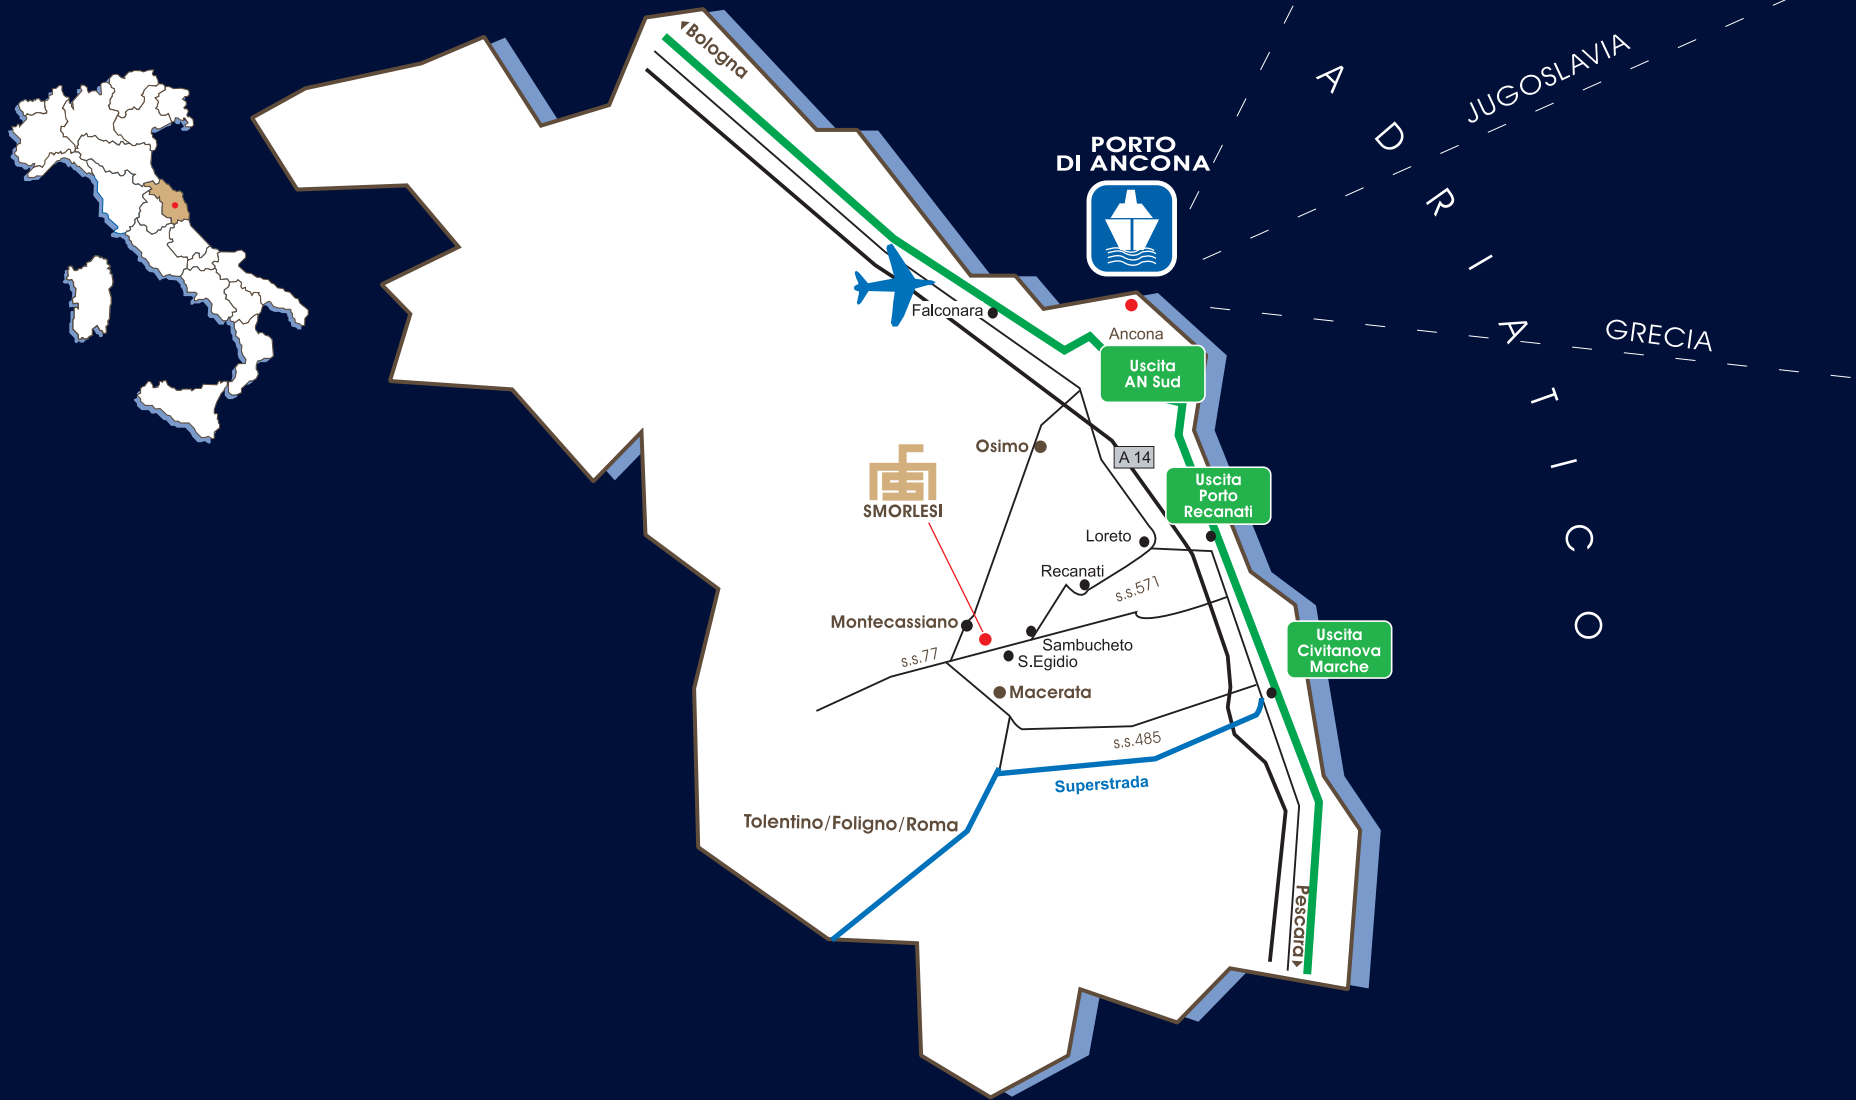 Bologna
JUGOSLAVIA
PORTO
DI ANCONA
ADRIATICO
GRECIA
Falconara
Ancona
Uscita
AN Sud
Osimo
A 14
SMORLESI
Uscita
Porto
Recanati
Loreto
Recanati
s.s.571
Montecassiano
Sambucheto
s.s.77
S.Egidio
Uscita
Civitanova
Marche
Macerata
s.s.485
Superstrada
Tolentino/Foligno/Roma
Pescara